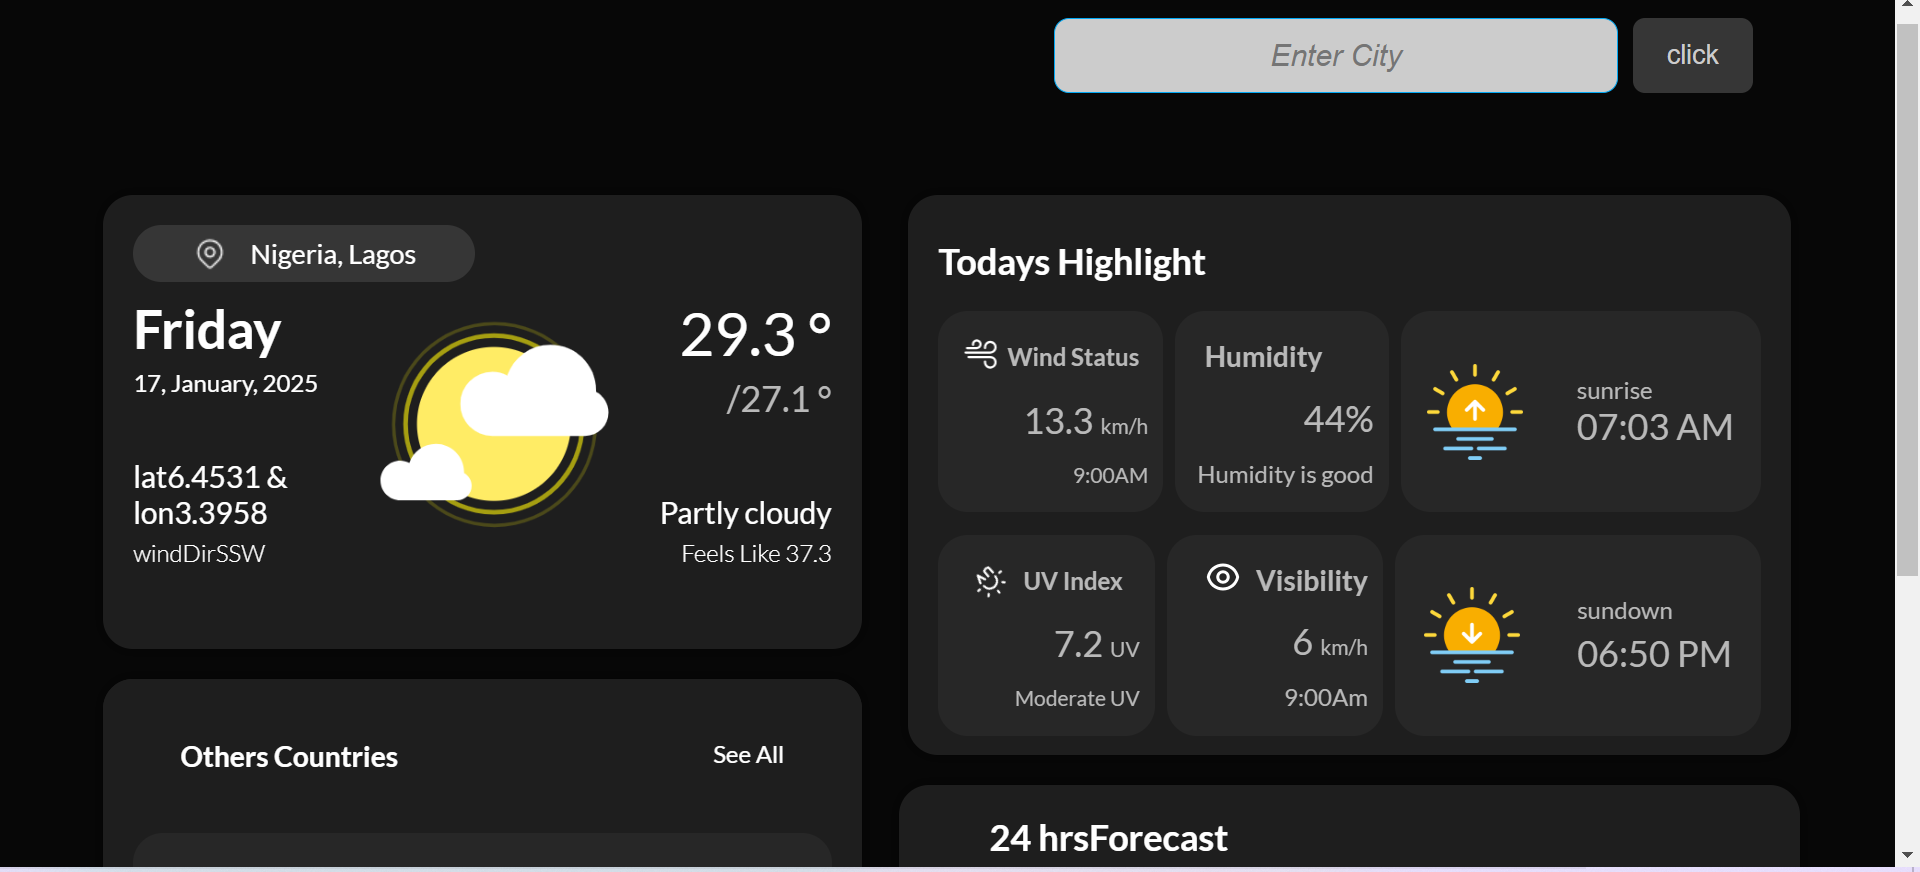 Enter City
click
Nigeria, Lagos
Friday
17, January, 2025
29.3 °
/27.1 °
lat6.4531 &
lon3.3958
windDirSSW
Partly cloudy
Feels Like 37.3
Todays Highlight
Wind Status
13.3 km/h
9:00AM
Humidity
44%
Humidity is good
sunrise
07:03 AM
UV Index
7.2 UV
Moderate UV
Visibility
6 km/h
9:00Am
sundown
06:50 PM
Others Countries
See All
24 hrsForecast